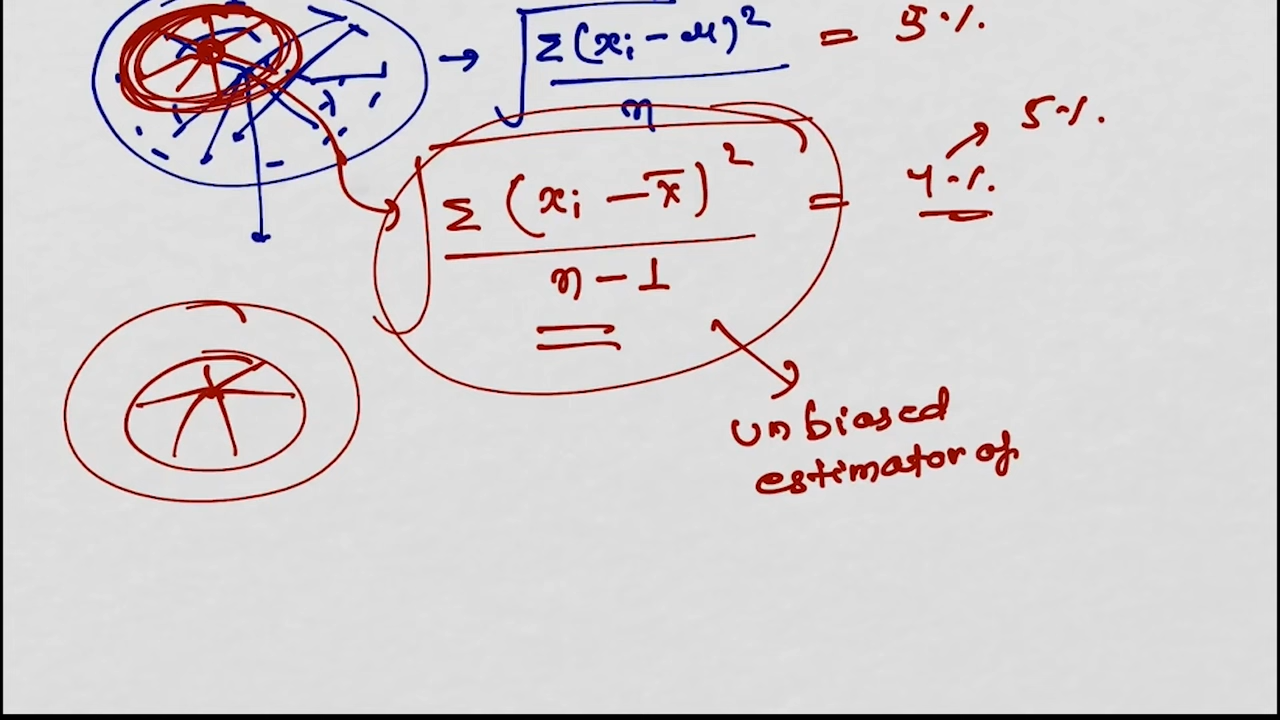 → √ Σ(xᵢ – μ)² / n = 5 %.
√ Σ (xᵢ – x̄)² / n – 1 = 4 %. → 5 %.
unbiased
estimator of